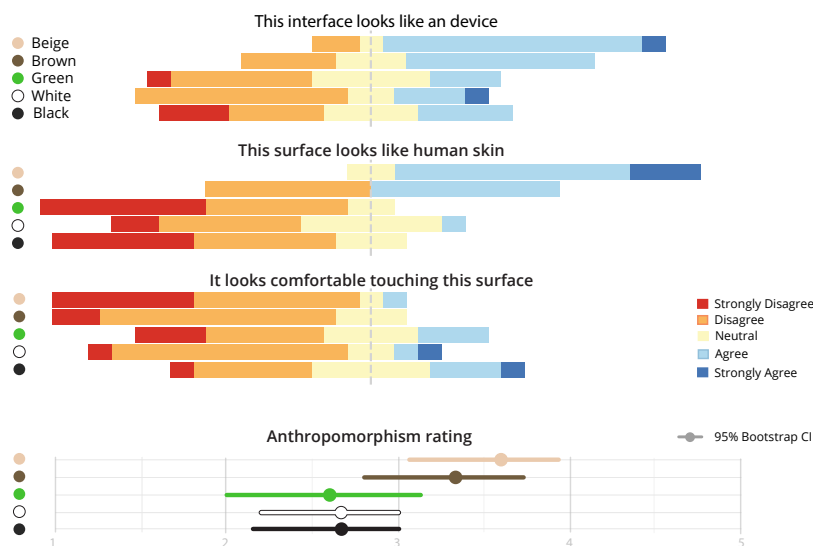 This interface looks like an device
Beige
Brown
Green
White
Black
This surface looks like human skin
It looks comfortable touching this surface
Strongly Disagree
Disagree
Neutral
Agree
Strongly Agree
Anthropomorphism rating
95% Bootstrap CI
1 2 3 4 5